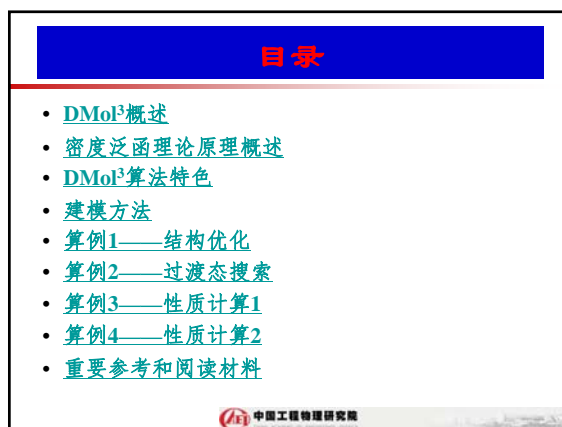 目录
• DMol³概述
• 密度泛函理论原理概述
• DMol³算法特色
• 建模方法
• 算例1——结构优化
• 算例2——过渡态搜索
• 算例3——性质计算1
• 算例4——性质计算2
• 重要参考和阅读材料
中国工程物理研究院